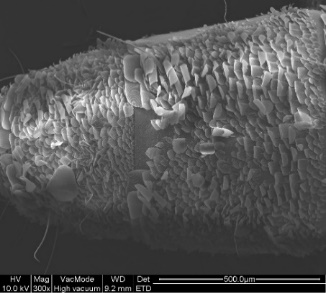 HV Mag VacMode WD Det 500.0µm
10.0 kV 300x High vacuum 9.2 mm ETD